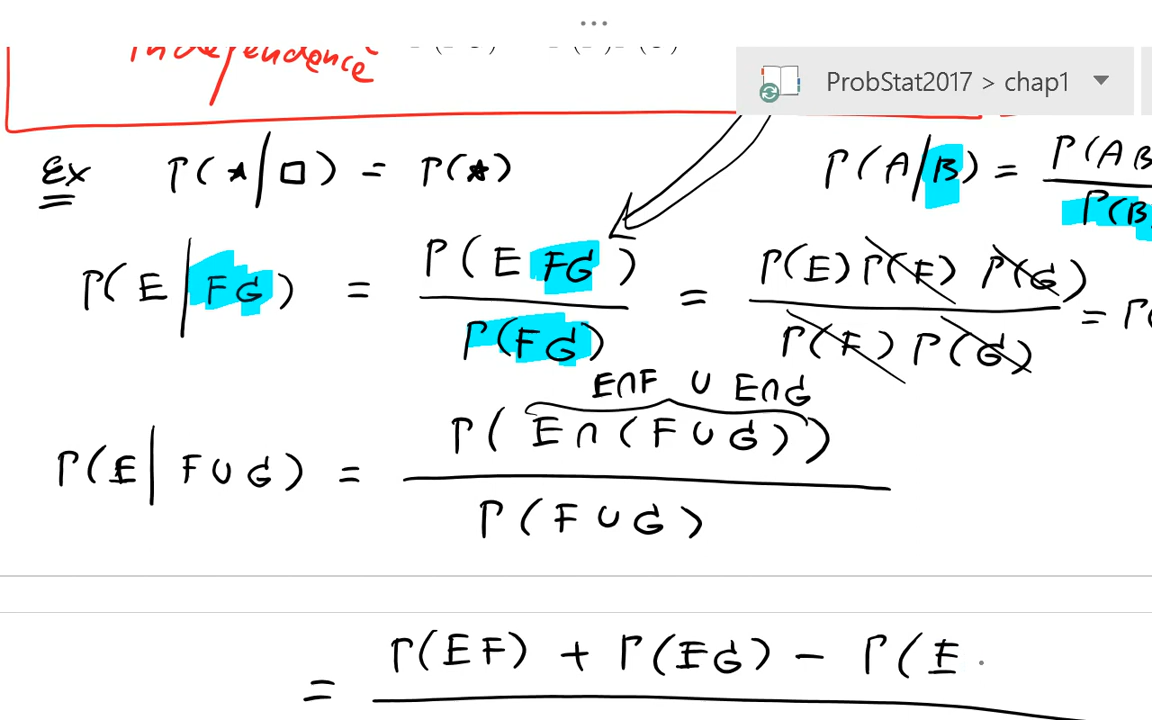 ...
Independence
ProbStat2017 > chap1
Ex P(★/□) = P(★)
P(A|B) = P(AB / P(B
P(E|FG) = P(EFG) / P(FG) = P(E)P(F)P(G) / P(F)P(G) = P(
E∩F ∪ E∩G
P(E|F∪G) = P(E∩(F∪G)) / P(F∪G)
= P(EF) + P(EG) − P(E